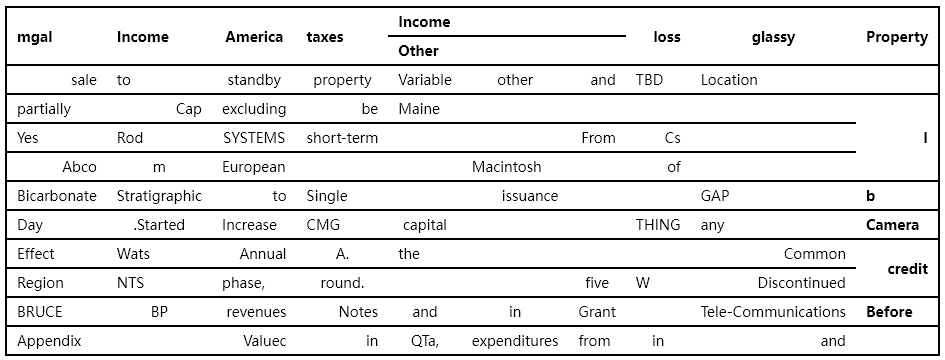 Income
mgal Income America taxes loss glassy Property
Other
sale to standby property Variable other and TBD Location
partially Cap excluding be Maine
Yes Rod SYSTEMS short-term From Cs l
Abco m European Macintosh of
Bicarbonate Stratigraphic to Single issuance GAP b
Day .Started Increase CMG capital THING any Camera
Effect Wats Annual A. the Common
credit
Region NTS phase, round. five W Discontinued
BRUCE BP revenues Notes and in Grant Tele-Communications Before
Appendix Valuec in QTa, expenditures from in and